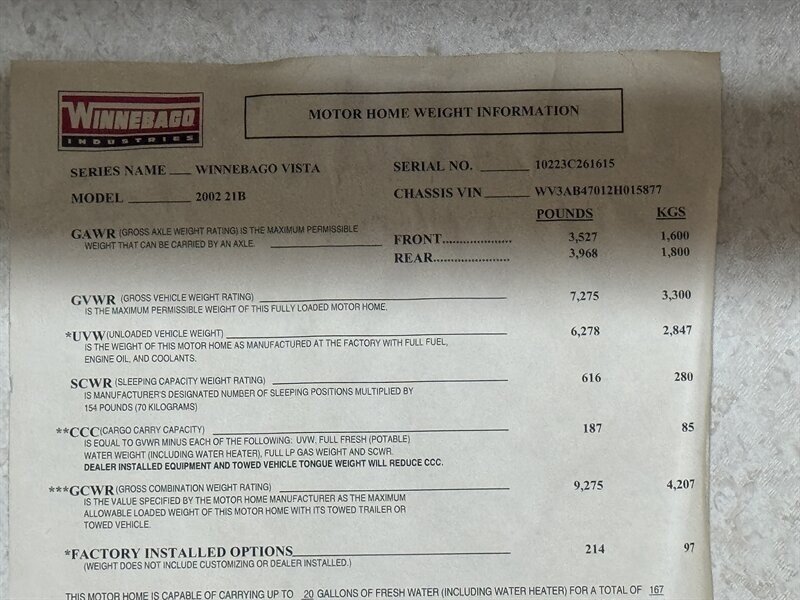 WINNEBAGO
INDUSTRIES
MOTOR HOME WEIGHT INFORMATION
SERIES NAME ___ WINNEBAGO VISTA SERIAL NO. ______ 10223C261615
MODEL ________ 2002 21B CHASSIS VIN ______ WV3AB47012H015877
POUNDS KGS
GAWR (GROSS AXLE WEIGHT RATING) IS THE MAXIMUM PERMISSIBLE
WEIGHT THAT CAN BE CARRIED BY AN AXLE. ____________ FRONT..................... 3,527 1,600
REAR....................... 3,968 1,800
GVWR (GROSS VEHICLE WEIGHT RATING) ____________ 7,275 3,300
IS THE MAXIMUM PERMISSIBLE WEIGHT OF THIS FULLY LOADED MOTOR HOME.
*UVW(UNLOADED VEHICLE WEIGHT)____________ 6,278 2,847
IS THE WEIGHT OF THIS MOTOR HOME AS MANUFACTURED AT THE FACTORY WITH FULL FUEL,
ENGINE OIL, AND COOLANTS.
SCWR (SLEEPING CAPACITY WEIGHT RATING) ____________ 616 280
IS MANUFACTURER'S DESIGNATED NUMBER OF SLEEPING POSITIONS MULTIPLIED BY
154 POUNDS (70 KILOGRAMS)
**CCC(CARGO CARRY CAPACITY) ____________ 187 85
IS EQUAL TO GVWR MINUS EACH OF THE FOLLOWING: UVW. FULL FRESH (POTABLE)
WATER WEIGHT (INCLUDING WATER HEATER), FULL LP GAS WEIGHT AND SCWR.
DEALER INSTALLED EQUIPMENT AND TOWED VEHICLE TONGUE WEIGHT WILL REDUCE CCC.
***GCWR (GROSS COMBINATION WEIGHT RATING) ____________ 9,275 4,207
IS THE VALUE SPECIFIED BY THE MOTOR HOME MANUFACTURER AS THE MAXIMUM
ALLOWABLE LOADED WEIGHT OF THIS MOTOR HOME WITH ITS TOWED TRAILER OR
TOWED VEHICLE.
*FACTORY INSTALLED OPTIONS____________ 214 97
(WEIGHT DOES NOT INCLUDE CUSTOMIZING OR DEALER INSTALLED.)
THIS MOTOR HOME IS CAPABLE OF CARRYING UP TO 20 GALLONS OF FRESH WATER (INCLUDING WATER HEATER) FOR A TOTAL OF 167